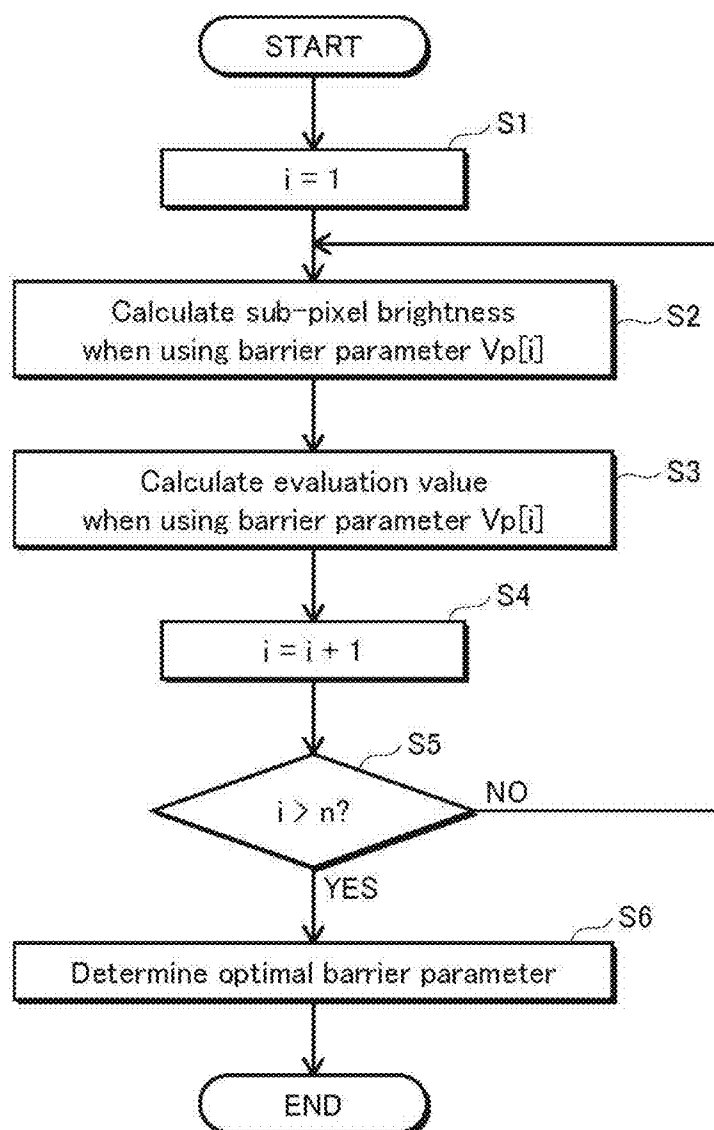 START
S1
i = 1
Calculate sub-pixel brightness
when using barrier parameter Vp[i]
S2
Calculate evaluation value
when using barrier parameter Vp[i]
S3
S4
i = i + 1
S5
i > n?
NO
YES
S6
Determine optimal barrier parameter
END